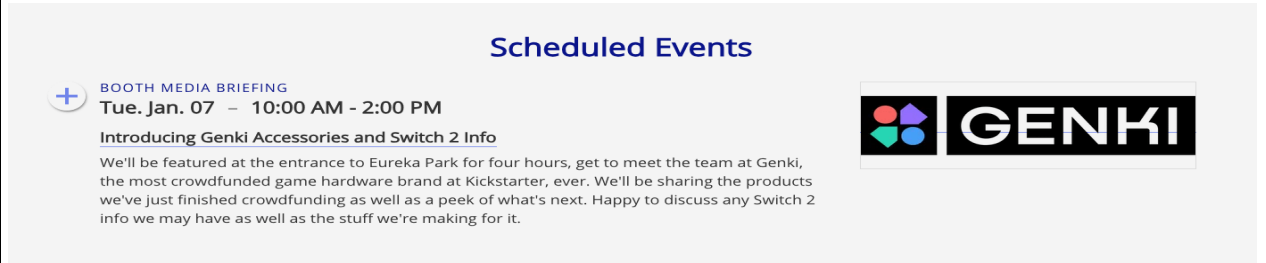 Scheduled Events
BOOTH MEDIA BRIEFING
Tue. Jan. 07 – 10:00 AM - 2:00 PM
Introducing Genki Accessories and Switch 2 Info
We'll be featured at the entrance to Eureka Park for four hours, get to meet the team at Genki,
the most crowdfunded game hardware brand at Kickstarter, ever. We'll be sharing the products
we've just finished crowdfunding as well as a peek of what's next. Happy to discuss any Switch 2
info we may have as well as the stuff we're making for it.
GENKI